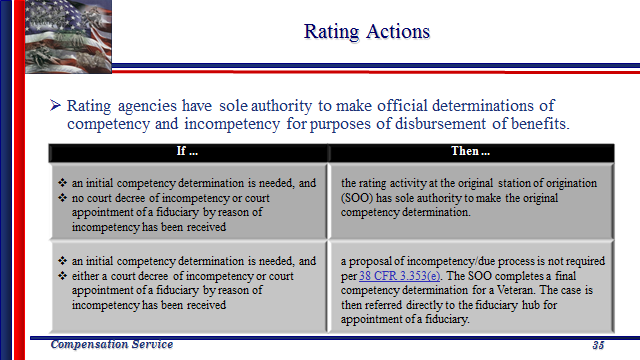 Rating Actions
➢ Rating agencies have sole authority to make official determinations of
competency and incompetency for purposes of disbursement of benefits.
If ...
Then ...
❖ an initial competency determination is needed, and
❖ no court decree of incompetency or court
appointment of a fiduciary by reason of
incompetency has been received
the rating activity at the original station of origination
(SOO) has sole authority to make the original
competency determination.
❖ an initial competency determination is needed, and
❖ either a court decree of incompetency or court
appointment of a fiduciary by reason of
incompetency has been received
a proposal of incompetency/due process is not required
per 38 CFR 3.353(e). The SOO completes a final
competency determination for a Veteran. The case is
then referred directly to the fiduciary hub for
appointment of a fiduciary.
Compensation Service
35